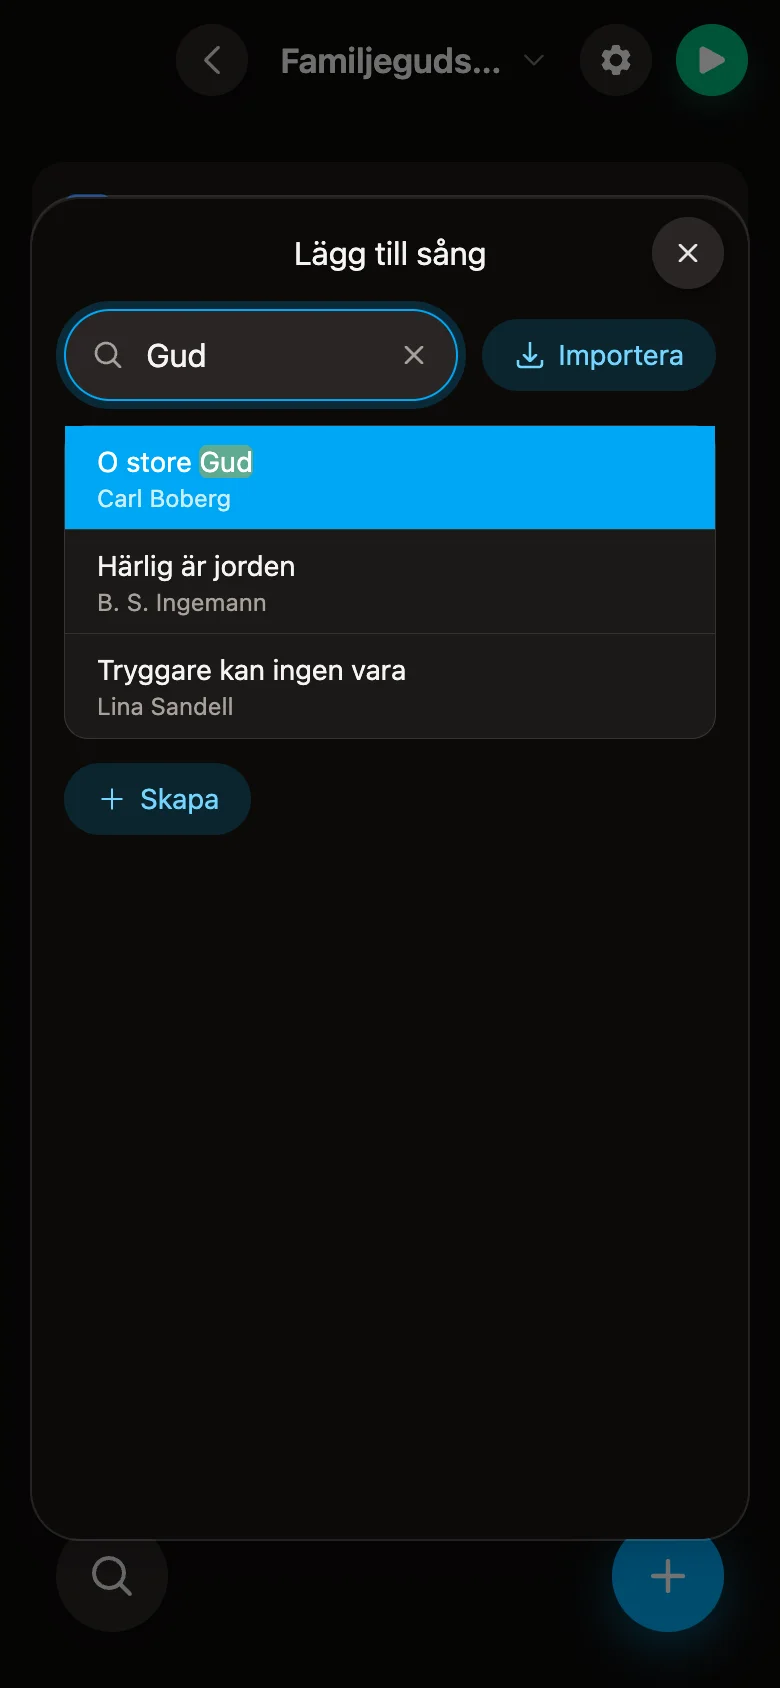 Familjeguds...
Lägg till sång
Gud
Importera
O store Gud
Carl Boberg
Härlig är jorden
B. S. Ingemann
Tryggare kan ingen vara
Lina Sandell
Skapa